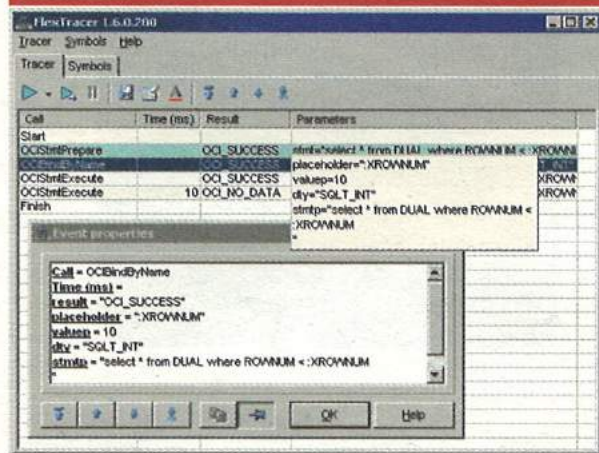 FlexTracer 1.6.0.200
Tracer Symbols Help
Tracer Symbols
Call Time (ms) Result Parameters
Start
OCIStmtPrepare OCI_SUCCESS stmt="select * from DUAL where ROWNUM < :XROWN
OCIBindByName OCI_SUCCESS
OCIStmtExecute OCI_SUCCESS XROWN
OCIStmtExecute 10 OCI_NO_DATA XROWN
Finish
placeholder=":XROWNUM"
valuep=10
dty="SQLT_INT"
stmtp="select * from DUAL where ROWNUM <
:XROWNUM
"
Event properties
Call = OCIBindByName
Time (ms) =
result = "OCI_SUCCESS"
placeholder = ":XROWNUM"
valuep = 10
dty = "SQLT_INT"
stmtp = "select * from DUAL where ROWNUM < :XROWNUM
"
OK Help